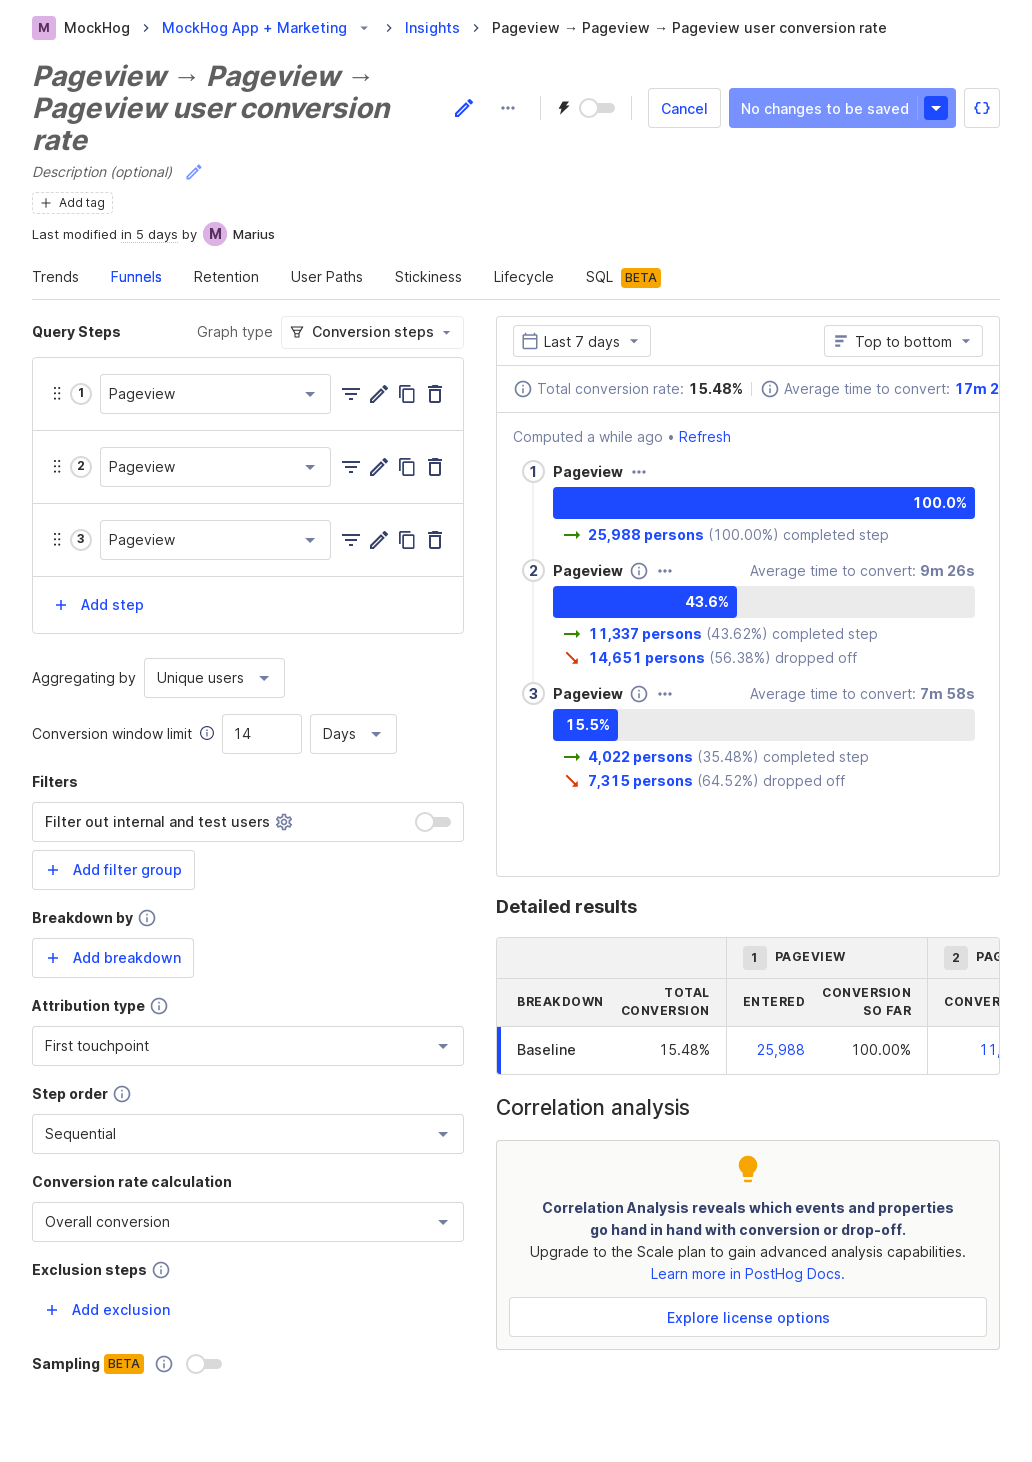 M MockHog > MockHog App + Marketing > Insights > Pageview → Pageview → Pageview user conversion rate
Pageview → Pageview →
Pageview user conversion
rate
Cancel
No changes to be saved
Description (optional)
+ Add tag
Last modified in 5 days by M Marius
Trends Funnels Retention User Paths Stickiness Lifecycle SQL BETA
Query Steps
Graph type Conversion steps
1 Pageview
2 Pageview
3 Pageview
+ Add step
Aggregating by Unique users
Conversion window limit 14 Days
Filters
Filter out internal and test users
+ Add filter group
Breakdown by
+ Add breakdown
Attribution type
First touchpoint
Step order
Sequential
Conversion rate calculation
Overall conversion
Exclusion steps
+ Add exclusion
Sampling BETA
Last 7 days
Top to bottom
Total conversion rate: 15.48% Average time to convert: 17m 2
Computed a while ago • Refresh
1 Pageview
100.0%
25,988 persons (100.00%) completed step
2 Pageview Average time to convert: 9m 26s
43.6%
11,337 persons (43.62%) completed step
14,651 persons (56.38%) dropped off
3 Pageview Average time to convert: 7m 58s
15.5%
4,022 persons (35.48%) completed step
7,315 persons (64.52%) dropped off
Detailed results
1 PAGEVIEW 2 PAG
BREAKDOWN TOTAL CONVERSION ENTERED CONVERSION SO FAR CONVER
Baseline 15.48% 25,988 100.00% 11,
Correlation analysis
Correlation Analysis reveals which events and properties
go hand in hand with conversion or drop-off.
Upgrade to the Scale plan to gain advanced analysis capabilities.
Learn more in PostHog Docs.
Explore license options